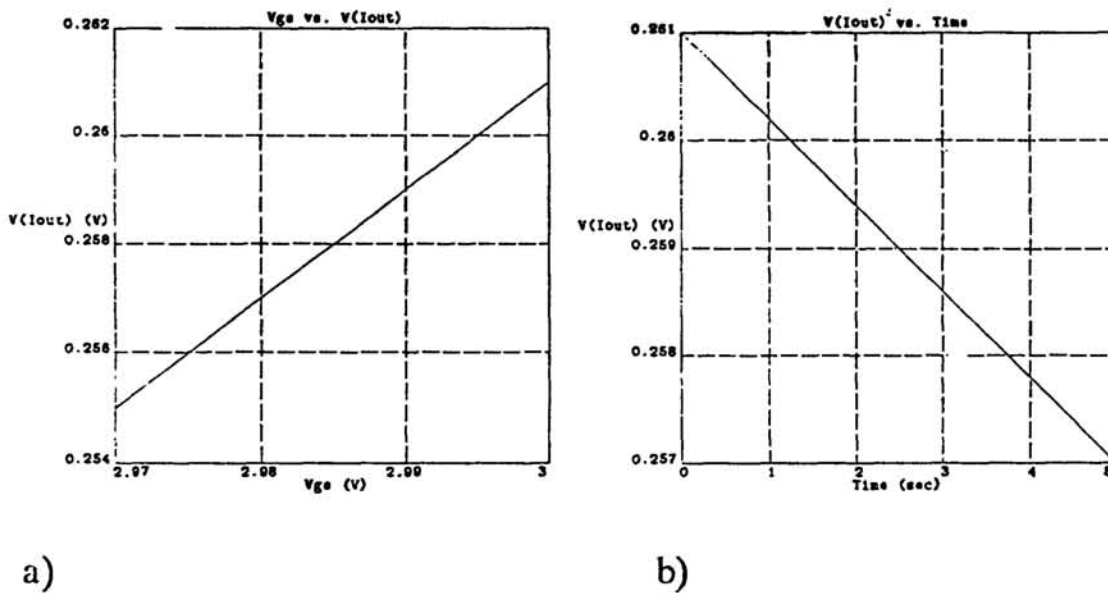 Vgs vs. V(Iout)
0.262
0.26
V(Iout) (V)
0.258
0.256
0.254
2.97 2.98 2.99 3
Vgs (V)
a)
V(Iout) vs. Time
0.261
0.26
V(Iout) (V)
0.259
0.258
0.257
0 1 2 3 4 5
Time (sec)
b)